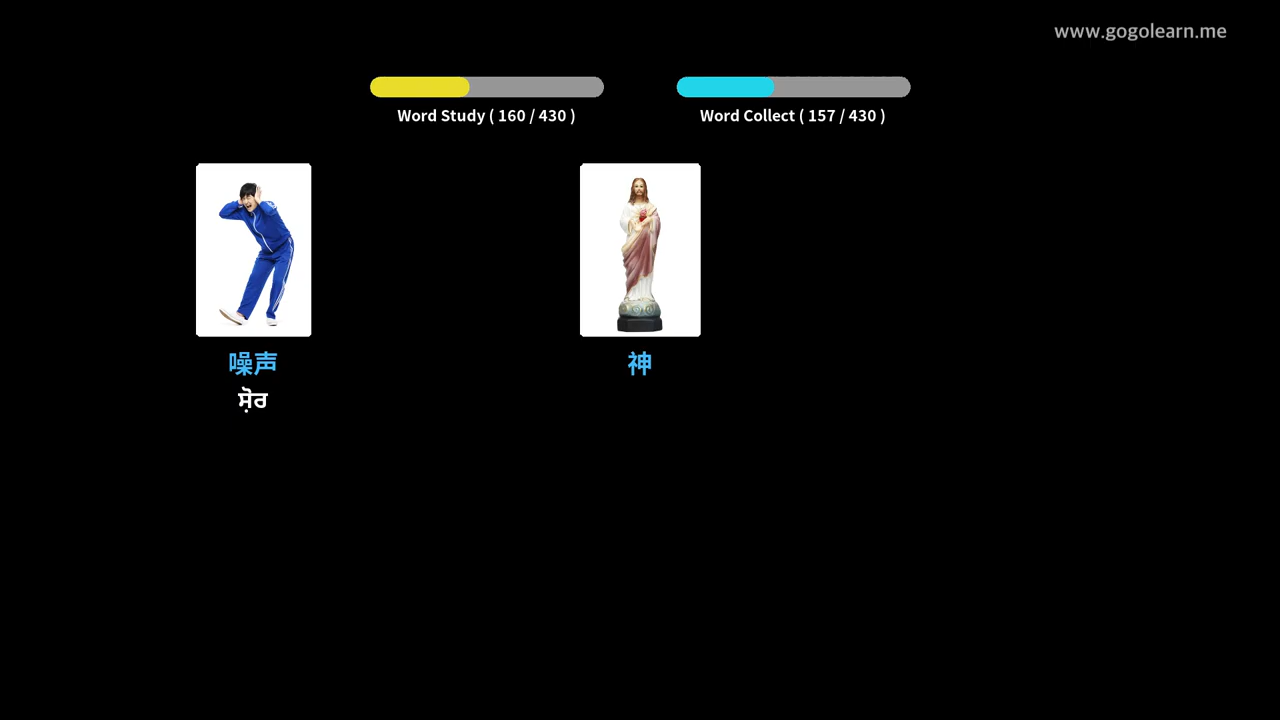 www.gogolearn.me
Word Study ( 160 / 430 )
Word Collect ( 157 / 430 )
噪声
神
ਸ਼ੋਰ